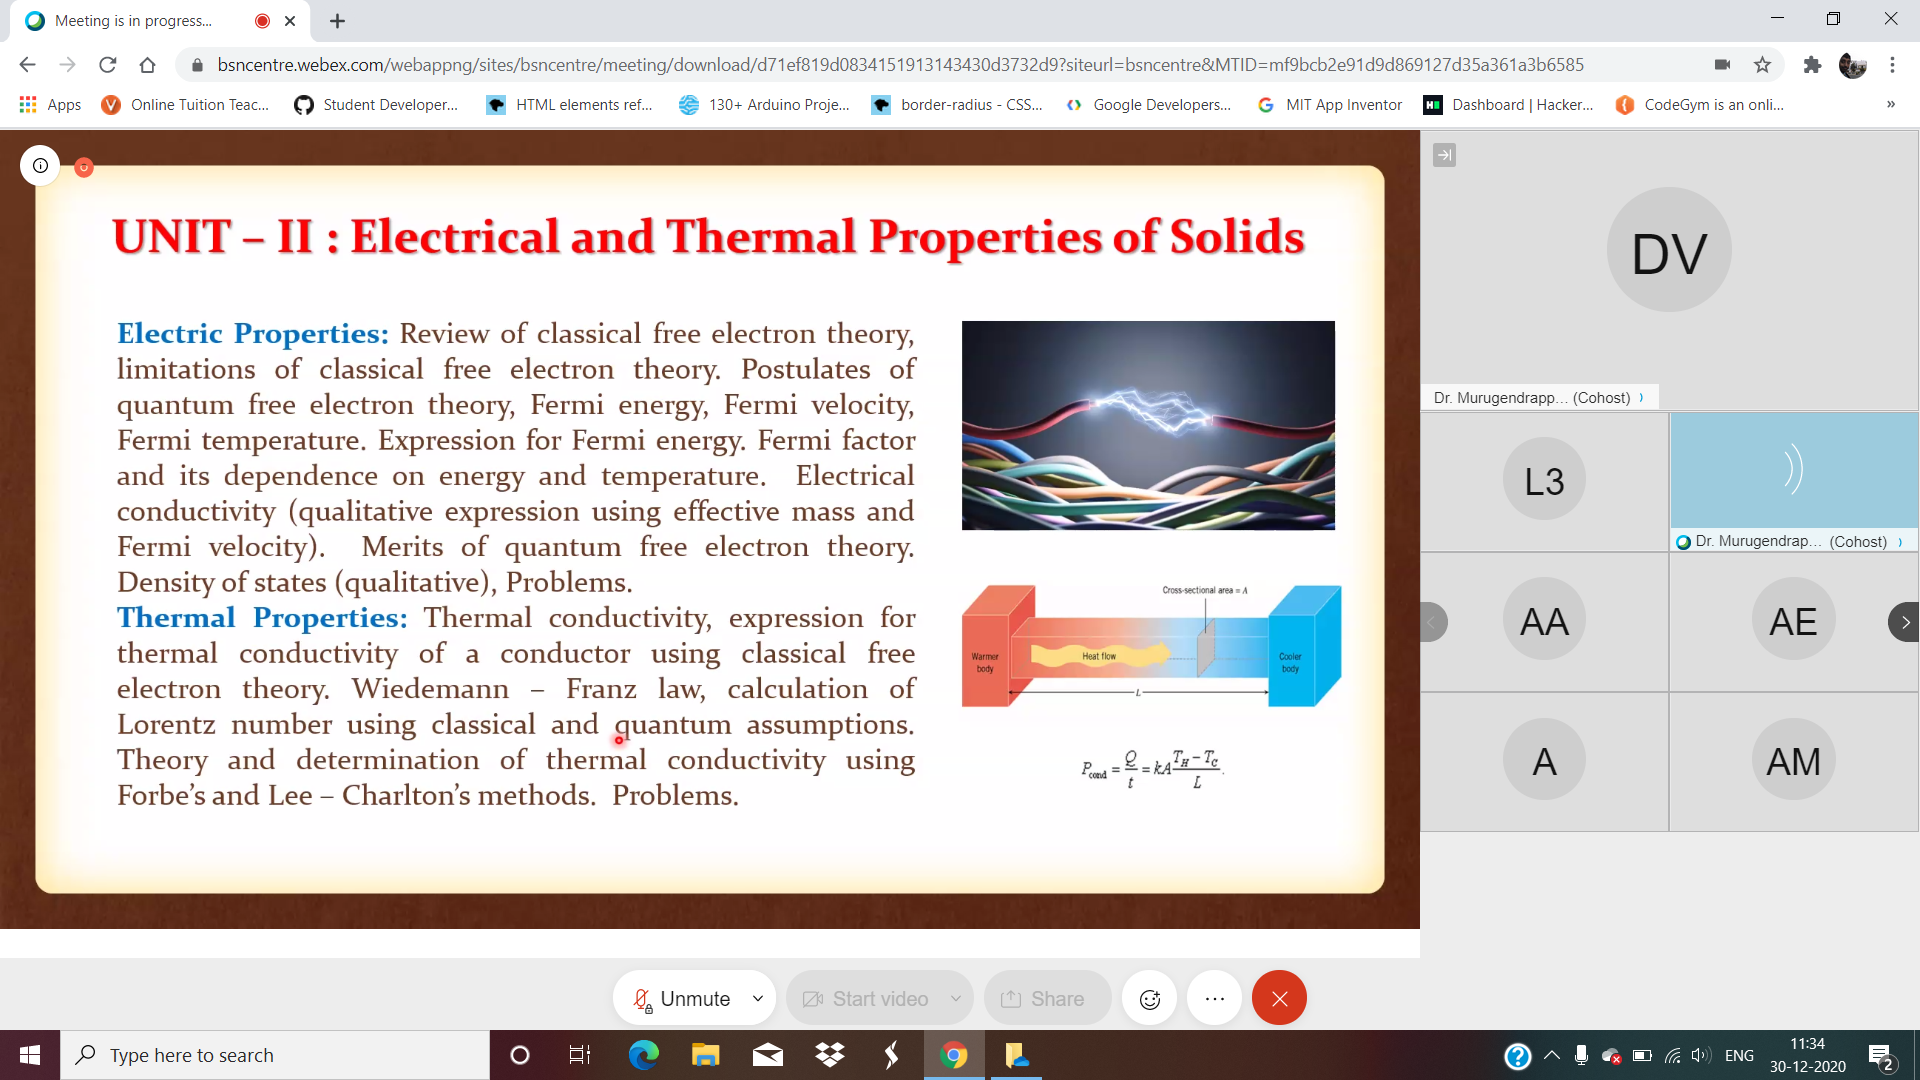 Meeting is in progress...
bsncentre.webex.com/webappng/sites/bsncentre/meeting/download/d71ef819d0834151913143430d3732d9?siteurl=bsncentre&MTID=mf9bcb2e91d9d869127d35a361a3b6585
Apps Online Tuition Teac... Student Developer... HTML elements ref... 130+ Arduino Proje... border-radius - CSS... Google Developers... MIT App Inventor Dashboard | Hacker... CodeGym is an onli... »
UNIT – II : Electrical and Thermal Properties of Solids
Electric Properties: Review of classical free electron theory,
limitations of classical free electron theory. Postulates of
quantum free electron theory, Fermi energy, Fermi velocity,
Fermi temperature. Expression for Fermi energy. Fermi factor
and its dependence on energy and temperature. Electrical
conductivity (qualitative expression using effective mass and
Fermi velocity). Merits of quantum free electron theory.
Density of states (qualitative), Problems.
Thermal Properties: Thermal conductivity, expression for
thermal conductivity of a conductor using classical free
electron theory. Wiedemann – Franz law, calculation of
Lorentz number using classical and quantum assumptions.
Theory and determination of thermal conductivity using
Forbe's and Lee – Charlton's methods. Problems.
Cross-sectional area = A
Warmer
body
Heat flow
Cooler
body
L
P_cond = Q/t = kA (T_H – T_C)/L.
DV
Dr. Murugendrapp... (Cohost)
L3
Dr. Murugendrap... (Cohost)
AA
AE
A
AM
Unmute
Start video
Share
Type here to search
ENG
11:34
30-12-2020
2